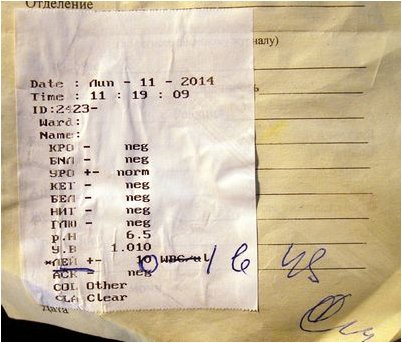 Отделение
налу)
Date : Jun - 11 - 2014
Time : 11 : 19 : 09
ID:2423-
Ward:
Name:
КРО - neg
БИЛ - neg
УРО +- norm
КЕТ - neg
БЕЛ - neg
НИТ - neg
ГЛЮ - neg
p.H 6.5
У.В 1.010
*ЛЕЙ +- 10 WBC/ul
АСК neg
COL Other
CLA Clear
Дата